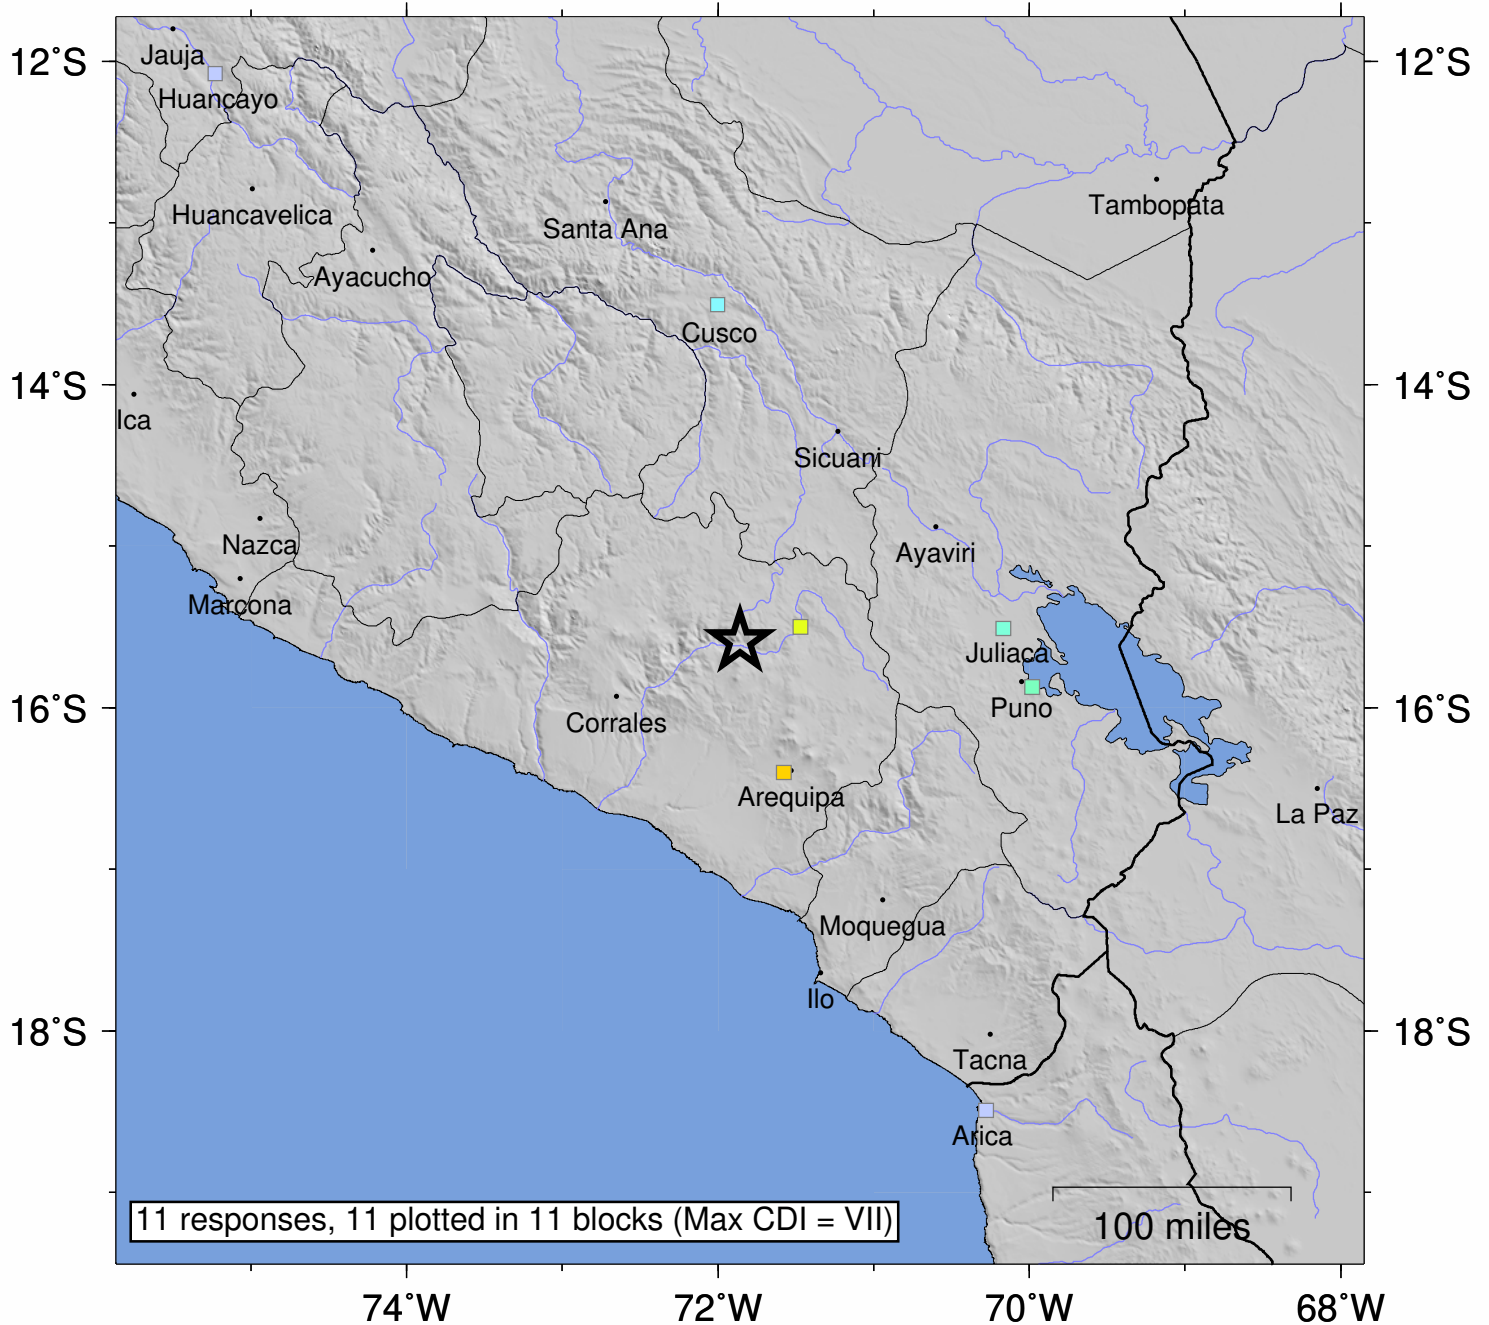 12˚S
12˚S
Jauja
Huancayo
Huancavelica
Tambopata
Santa Ana
Ayacucho
Cusco
14˚S
14˚S
Ica
Sicuani
Nazca
Ayaviri
Marcona
Juliaca
16˚S
16˚S
Puno
Corrales
Arequipa
La Paz
Moquegua
Ilo
18˚S
18˚S
Tacna
Arica
11 responses, 11 plotted in 11 blocks (Max CDI = VII)
100 miles
74˚W
72˚W
70˚W
68˚W